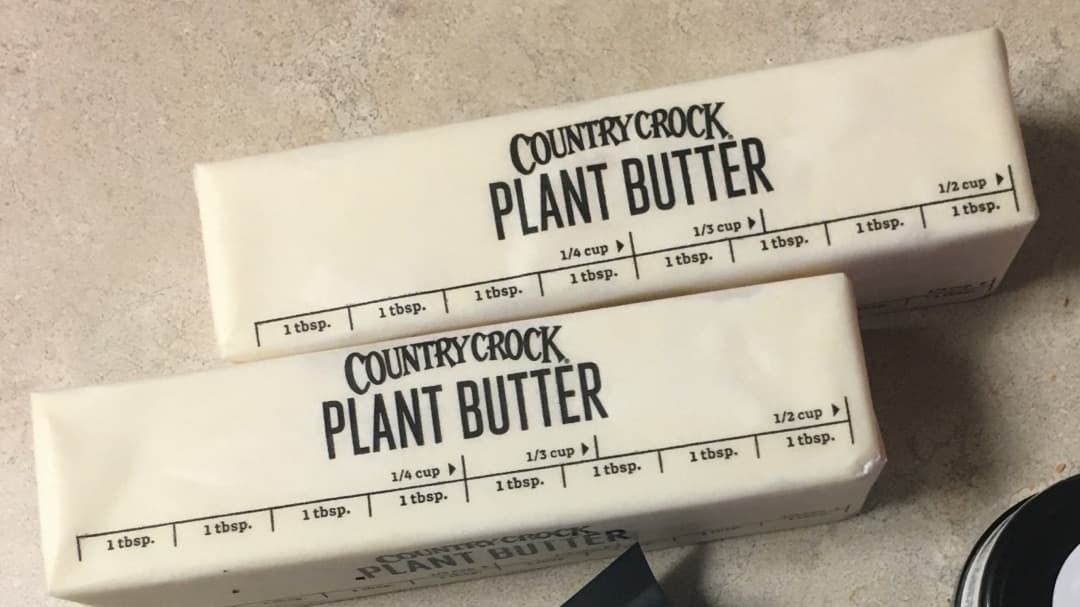 COUNTRY CROCK
PLANT BUTTER
1/4 cup 1/3 cup 1/2 cup
1 tbsp. 1 tbsp. 1 tbsp. 1 tbsp. 1 tbsp. 1 tbsp. 1 tbsp. 1 tbsp.
COUNTRY CROCK
PLANT BUTTER
1/4 cup 1/3 cup 1/2 cup
1 tbsp. 1 tbsp. 1 tbsp. 1 tbsp. 1 tbsp. 1 tbsp. 1 tbsp. 1 tbsp.
COUNTRY CROCK
PLANT BUTTER